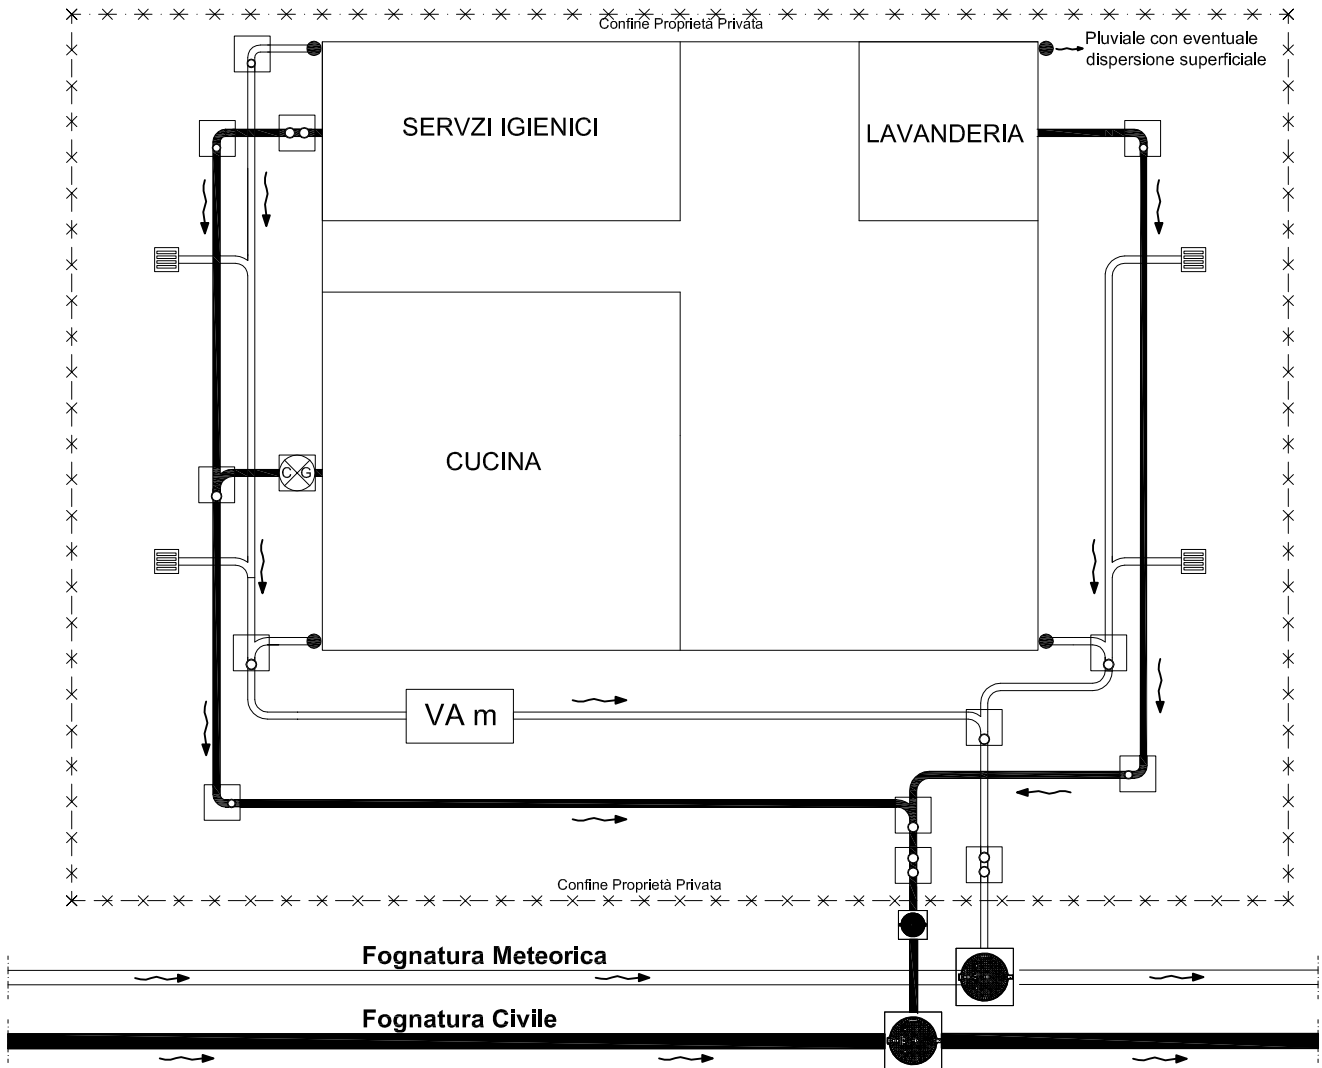 Confine Proprietà Privata
Pluviale con eventuale
dispersione superficiale
SERVZI IGIENICI
LAVANDERIA
CUCINA
C G
VA m
Confine Proprietà Privata
Fognatura Meteorica
Fognatura Civile